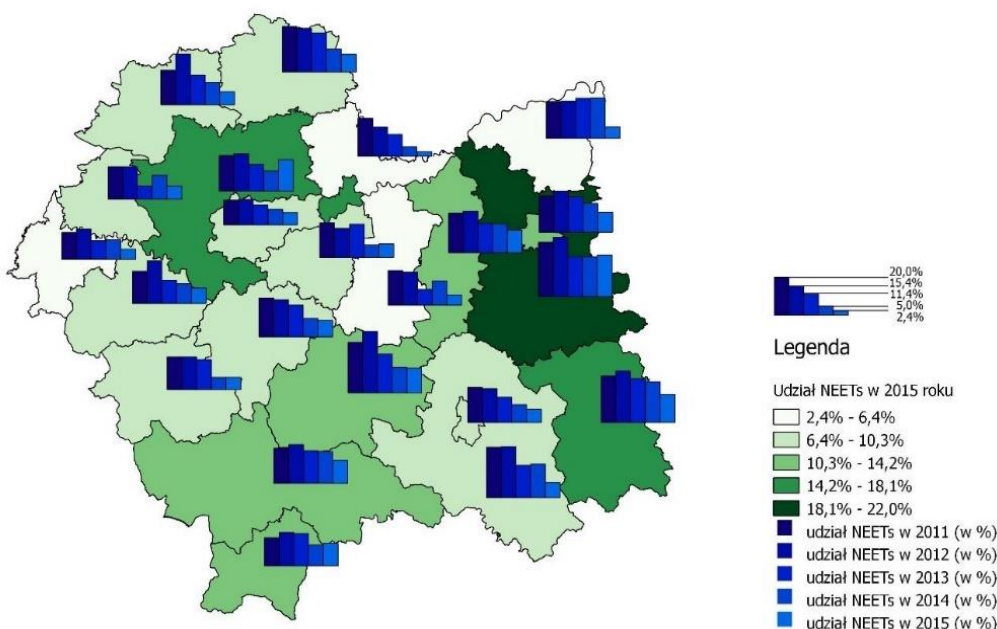 20,0%
15,4%
11,4%
5,0%
2,4%
Legenda
Udział NEETs w 2015 roku
2,4% - 6,4%
6,4% - 10,3%
10,3% - 14,2%
14,2% - 18,1%
18,1% - 22,0%
udział NEETs w 2011 (w %)
udział NEETs w 2012 (w %)
udział NEETs w 2013 (w %)
udział NEETs w 2014 (w %)
udział NEETs w 2015 (w %)